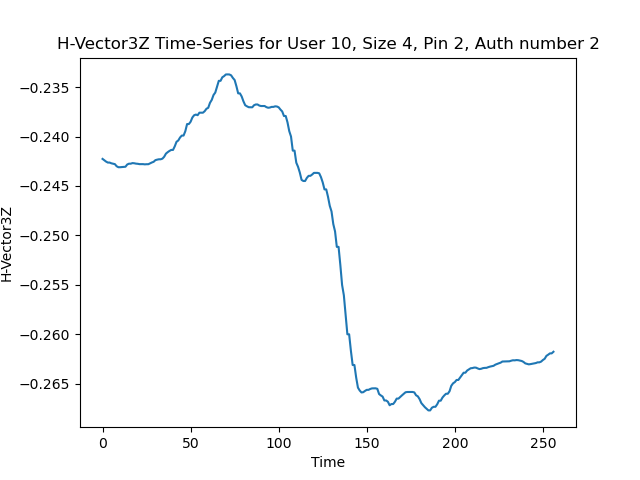 H-Vector3Z Time-Series for User 10, Size 4, Pin 2, Auth number 2
H-Vector3Z
−0.235
−0.240
−0.245
−0.250
−0.255
−0.260
−0.265
0 50 100 150 200 250
Time